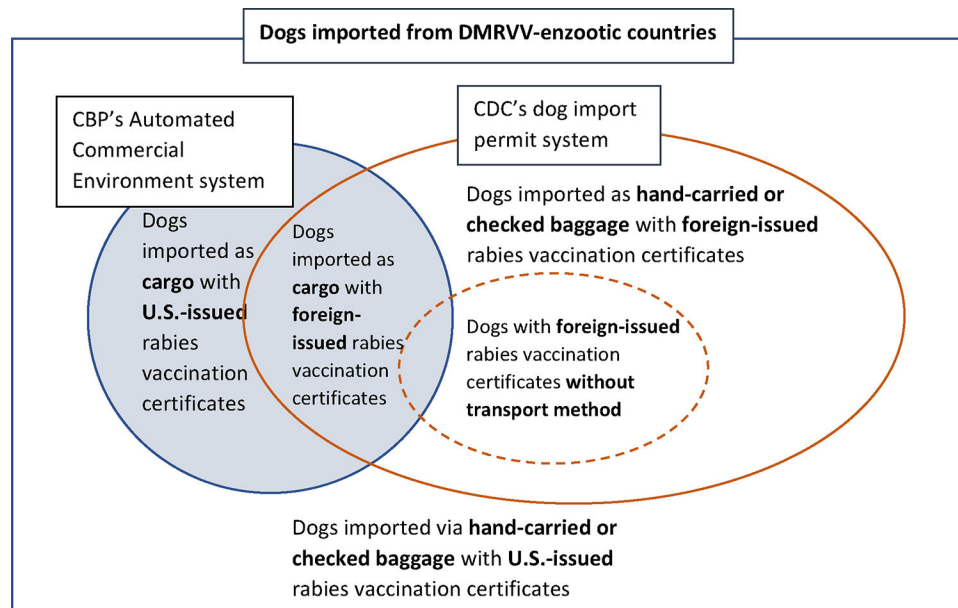 Dogs imported from DMRVV-enzootic countries
CBP's Automated
Commercial
Environment system
CDC's dog import
permit system
Dogs
imported as
cargo with
U.S.-issued
rabies
vaccination
certificates
Dogs
imported as
cargo with
foreign-
issued rabies
vaccination
certificates
Dogs imported as hand-carried or
checked baggage with foreign-issued
rabies vaccination certificates
Dogs with foreign-issued
rabies vaccination
certificates without
transport method
Dogs imported via hand-carried or
checked baggage with U.S.-issued
rabies vaccination certificates